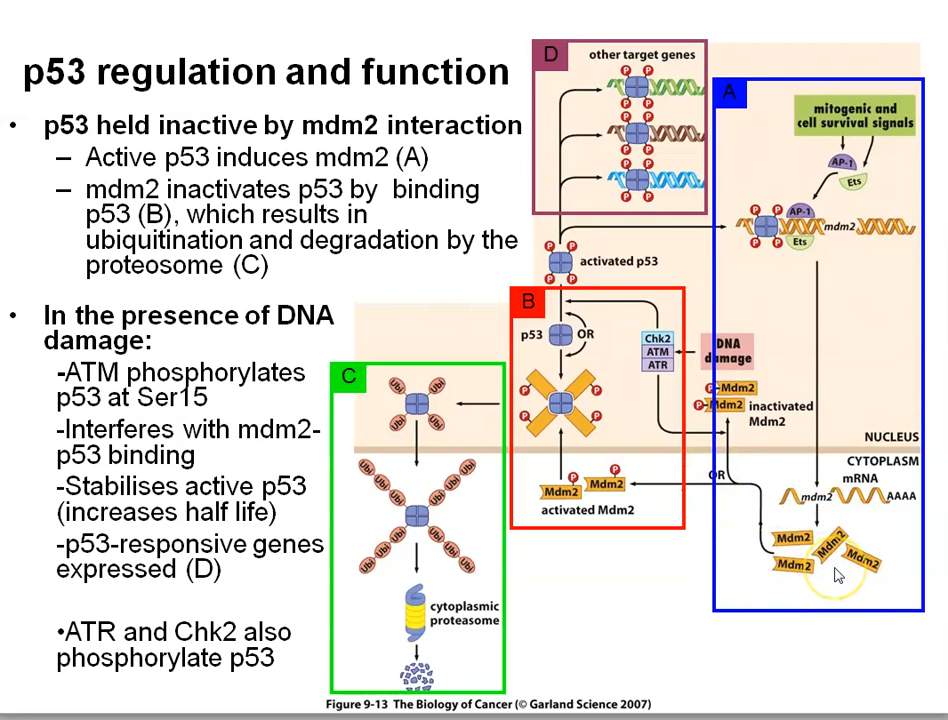 p53 regulation and function
• p53 held inactive by mdm2 interaction
– Active p53 induces mdm2 (A)
– mdm2 inactivates p53 by binding
p53 (B), which results in
ubiquitination and degradation by the
proteosome (C)
• In the presence of DNA
damage:
-ATM phosphorylates
p53 at Ser15
-Interferes with mdm2-
p53 binding
-Stabilises active p53
(increases half life)
-p53-responsive genes
expressed (D)
•ATR and Chk2 also
phosphorylate p53
D
other target genes
P P
P P
P P
P P
P P
P P
A
mitogenic and
cell survival signals
AP-1
Ets
P P
AP-1
mdm2
P P
Ets
P P
activated p53
P P
B
p53
OR
Chk2
ATM
ATR
DNA
damage
P P
P P
P Mdm2
P Mdm2
inactivated
Mdm2
NUCLEUS
CYTOPLASM
mRNA
OR
mdm2
AAAA
P
P
Mdm2
Mdm2
activated Mdm2
Mdm2
Mdm2
Mdm2
Mdm2
C
Ubi Ubi
Ubi Ubi
Ubi Ubi
Ubi Ubi
Ubi Ubi
Ubi Ubi
Ubi Ubi
Ubi Ubi
cytoplasmic
proteasome
Figure 9-13 The Biology of Cancer (© Garland Science 2007)